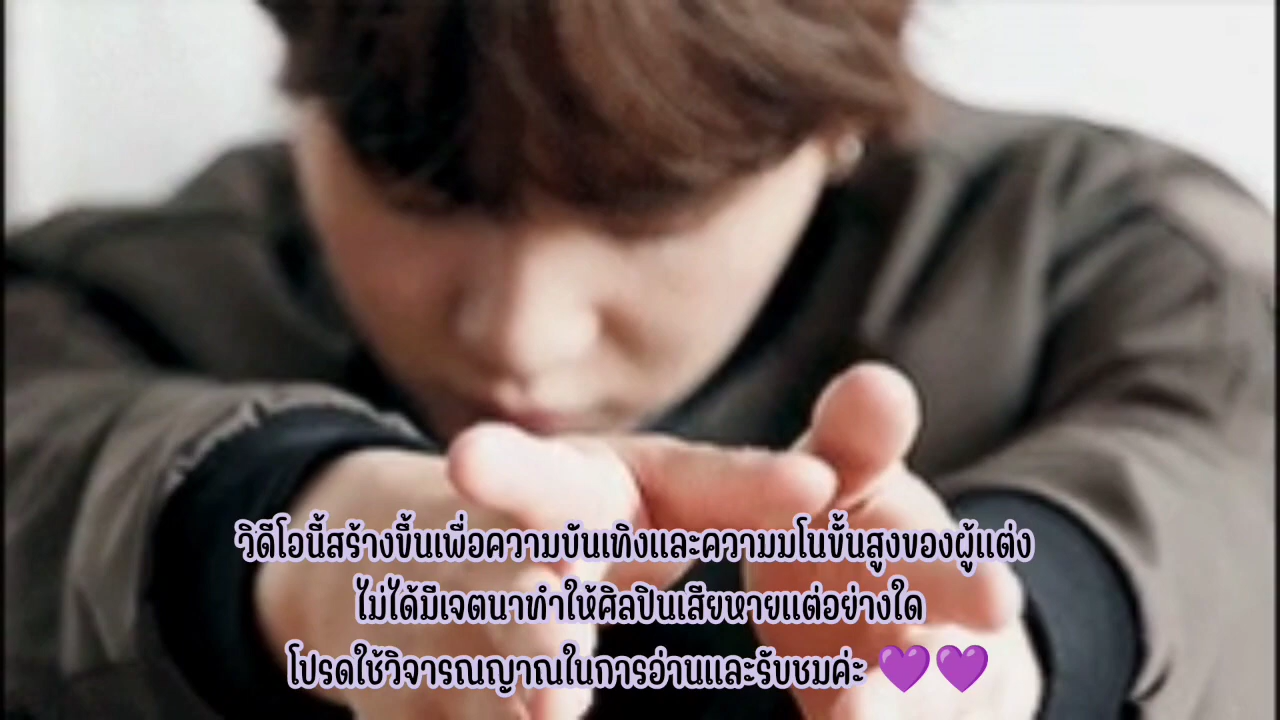 วิดีโอนี้สร้างขึ้นเพื่อความบันเทิงและความมโนขั้นสูงของผู้แต่ง
ไม่ได้มีเจตนาทำให้ศิลปินเสียหายแต่อย่างใด
โปรดใช้วิจารณญาณในการอ่านและรับชมค่ะ 💜💜